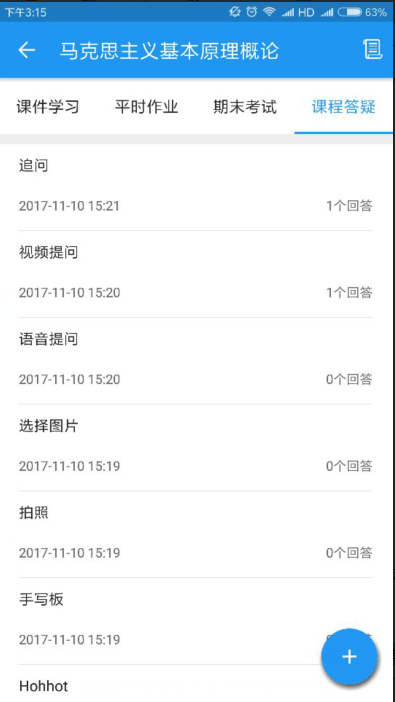 下午3:15 HD 63%
马克思主义基本原理概论
课件学习 平时作业 期末考试 课程答疑
追问
2017-11-10 15:21 1个回答
视频提问
2017-11-10 15:20 1个回答
语音提问
2017-11-10 15:20 0个回答
选择图片
2017-11-10 15:19 0个回答
拍照
2017-11-10 15:19 0个回答
手写板
2017-11-10 15:19
Hohhot